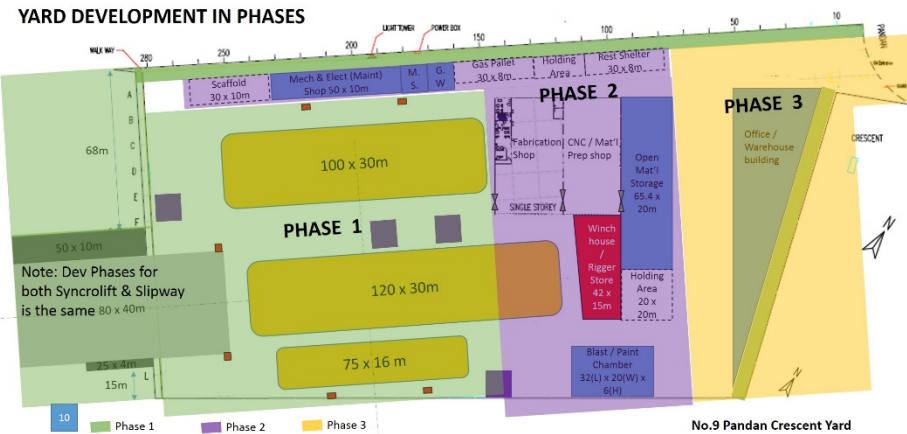 YARD DEVELOPMENT IN PHASES
LIGHT TOWER
POWER BOX
WALK WAY
280
250
200
150
100
50
10
PANDAN
CRESCENT
Scaffold
30 x 10m
Mech & Elect (Maint)
Shop 50 x 10m
M.
S.
G.
W
Gas Pallet
30 x 8m
Holding
Area
Rest Shelter
30 x 8m
PHASE 2
PHASE 3
A
B
C
D
E
F
L
68m
100 x 30m
Fabrication
Shop
CNC / Mat'l
Prep shop
Open
Mat'l
Storage
65.4 x
20m
Office /
Warehouse
building
SINGLE STOREY
PHASE 1
50 x 10m
Note: Dev Phases for
both Syncrolift & Slipway
is the same
80 x 40m
120 x 30m
Winch
house
/
Rigger
Store
42 x
15m
Holding
Area
20 x
20m
25 x 4m
15m
75 x 16 m
Blast / Paint
Chamber
32(L) x 20(W) x
6(H)
N
N
10
Phase 1
Phase 2
Phase 3
No.9 Pandan Crescent Yard